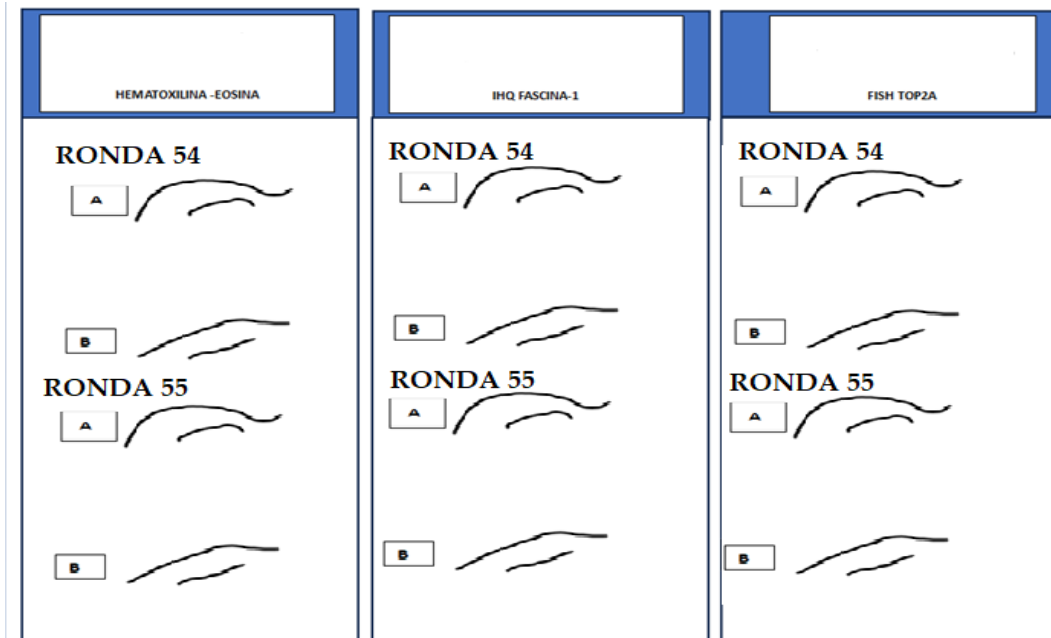 HEMATOXILINA -EOSINA
RONDA 54
A
B
RONDA 55
A
B
IHQ FASCINA-1
RONDA 54
A
B
RONDA 55
A
B
FISH TOP2A
RONDA 54
A
B
RONDA 55
A
B